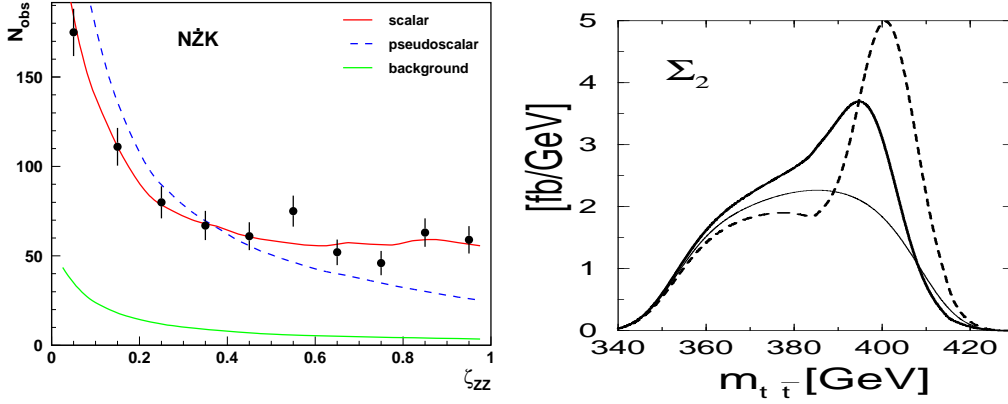 N_obs
NŻK
scalar
pseudoscalar
background
150
100
50
0
0 0.2 0.4 0.6 0.8 1
ζ_ZZ
Σ_2
[fb/GeV]
5
4
3
2
1
0
340 360 380 400 420
m_{t t̄} [GeV]